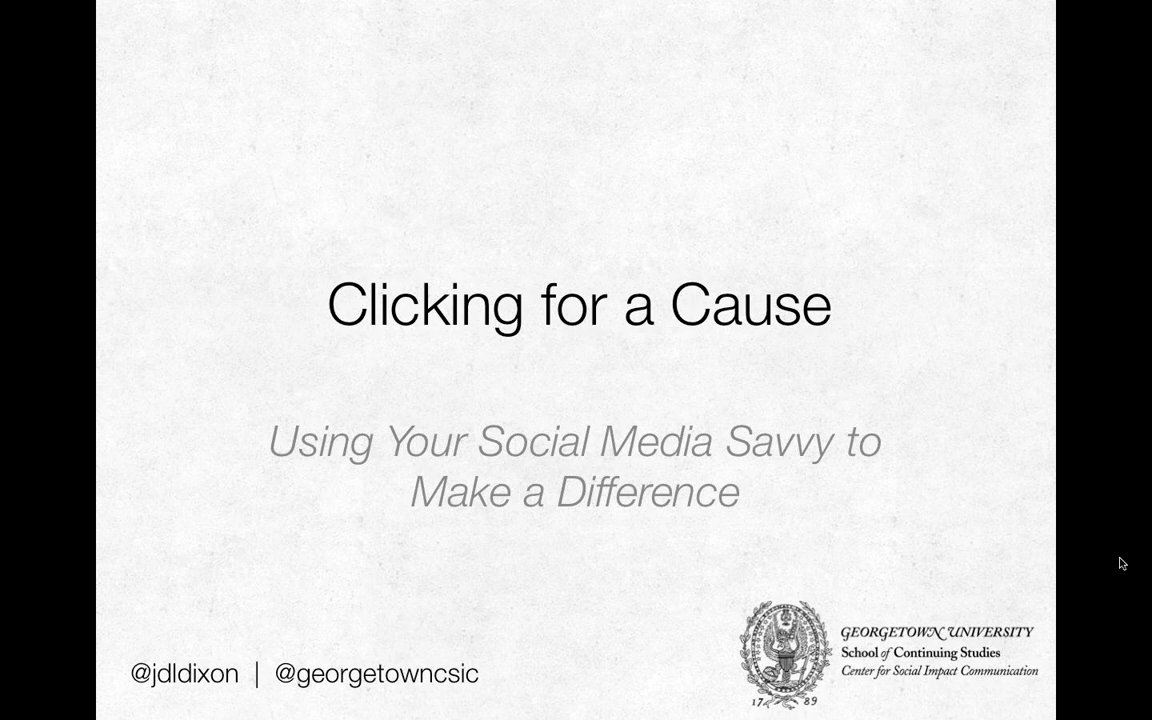 Clicking for a Cause
Using Your Social Media Savvy to
Make a Difference
@jdldixon | @georgetowncsic
GEORGETOWN UNIVERSITY
School of Continuing Studies
Center for Social Impact Communication
17 89